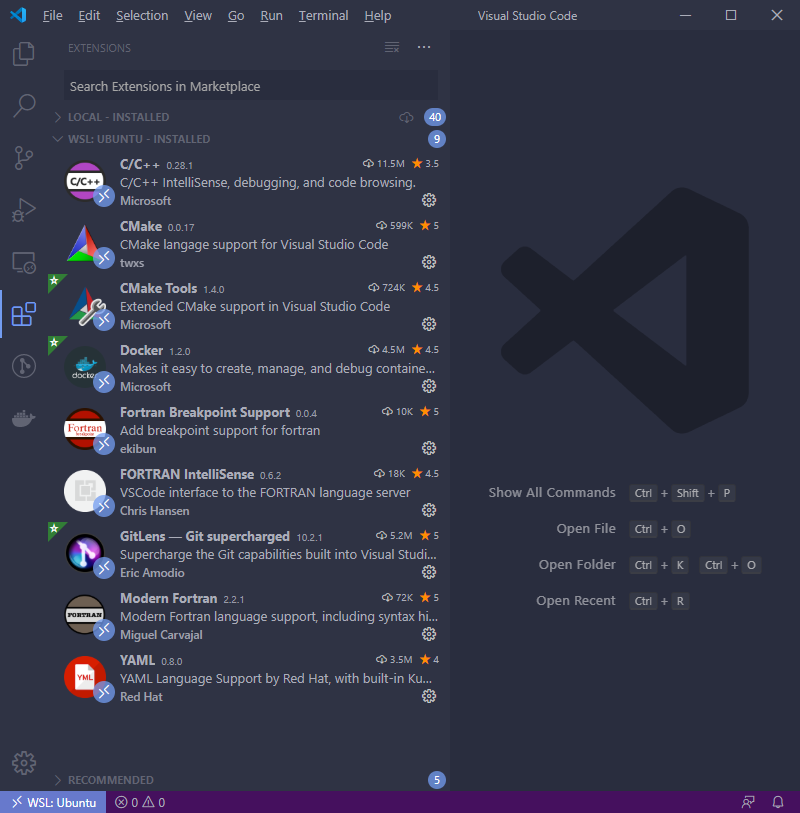 File Edit Selection View Go Run Terminal Help Visual Studio Code
EXTENSIONS
Search Extensions in Marketplace
LOCAL - INSTALLED 40
WSL: UBUNTU - INSTALLED 9
C/C++ 0.28.1 11.5M 3.5
C/C++
C/C++ IntelliSense, debugging, and code browsing.
Microsoft
CMake 0.0.17 599K 5
CMake langage support for Visual Studio Code
twxs
CMake Tools 1.4.0 724K 4.5
Extended CMake support in Visual Studio Code
Microsoft
Docker 1.2.0 4.5M 4.5
Makes it easy to create, manage, and debug containe...
docker
Microsoft
Fortran Breakpoint Support 0.0.4 10K 5
Fortran
Add breakpoint support for fortran
breakpoint
ekibun
FORTRAN IntelliSense 0.6.2 18K 4.5
VSCode interface to the FORTRAN language server
Chris Hansen
GitLens — Git supercharged 10.2.1 5.2M 5
Supercharge the Git capabilities built into Visual Studi...
Eric Amodio
Modern Fortran 2.2.1 72K 5
FORTRAN
Modern Fortran language support, including syntax hi...
Miguel Carvajal
YAML 0.8.0 3.5M 4
YML
YAML Language Support by Red Hat, with built-in Ku...
Red Hat
RECOMMENDED 5
Show All Commands Ctrl + Shift + P
Open File Ctrl + O
Open Folder Ctrl + K Ctrl + O
Open Recent Ctrl + R
WSL: Ubuntu 0 0